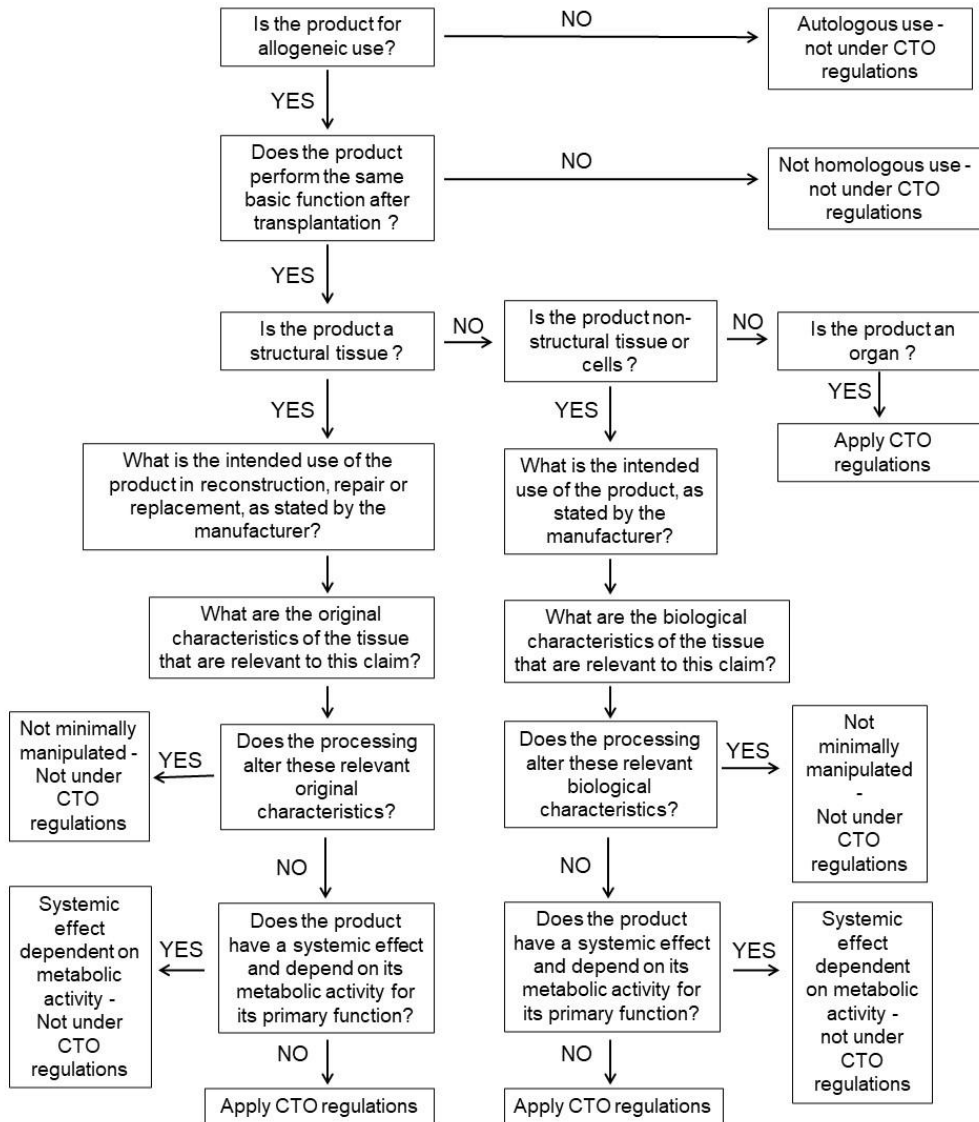 Is the product for
allogeneic use?
NO
Autologous use -
not under CTO
regulations
YES
Does the product
perform the same
basic function after
transplantation ?
NO
Not homologous use -
not under CTO
regulations
YES
Is the product a
structural tissue ?
NO
Is the product non-
structural tissue or
cells ?
NO
Is the product an
organ ?
YES
YES
YES
Apply CTO
regulations
What is the intended use of the
product in reconstruction, repair or
replacement, as stated by the
manufacturer?
What is the intended
use of the product, as
stated by the
manufacturer?
What are the original
characteristics of the tissue
that are relevant to this claim?
What are the biological
characteristics of the tissue
that are relevant to this claim?
Not minimally
manipulated -
Not under
CTO
regulations
YES
Does the processing
alter these relevant
original
characteristics?
Does the processing
alter these relevant
biological
characteristics?
YES
Not
minimally
manipulated
-
Not under
CTO
regulations
NO
NO
Systemic
effect
dependent on
metabolic
activity -
Not under
CTO
regulations
YES
Does the product
have a systemic effect
and depend on its
metabolic activity for
its primary function?
Does the product
have a systemic effect
and depend on its
metabolic activity for
its primary function?
YES
Systemic
effect
dependent
on metabolic
activity -
not under
CTO
regulations
NO
NO
Apply CTO regulations
Apply CTO regulations